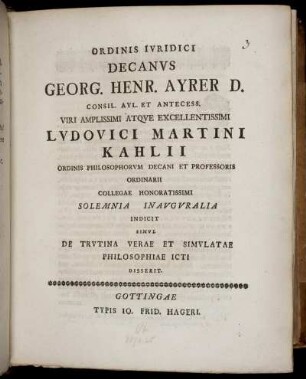 3
ORDINIS IVRIDICI
DECANVS
GEORG. HENR. AYRER D.
CONSIL. AVL. ET ANTECESS.
VIRI AMPLISSIMI ATQVE EXCELLENTISSIMI
LVDOVICI MARTINI
KAHLII
ORDINIS PHILOSOPHORVM DECANI ET PROFESSORIS
ORDINARII
COLLEGAE HONORATISSIMI
SOLEMNIA INAVGVRALIA
INDICIT
SIMVL
DE TRVTINA VERAE ET SIMVLATAE
PHILOSOPHIAE ICTI
DISSERIT.
GOTTINGAE
TYPIS IO. FRID. HAGERI.